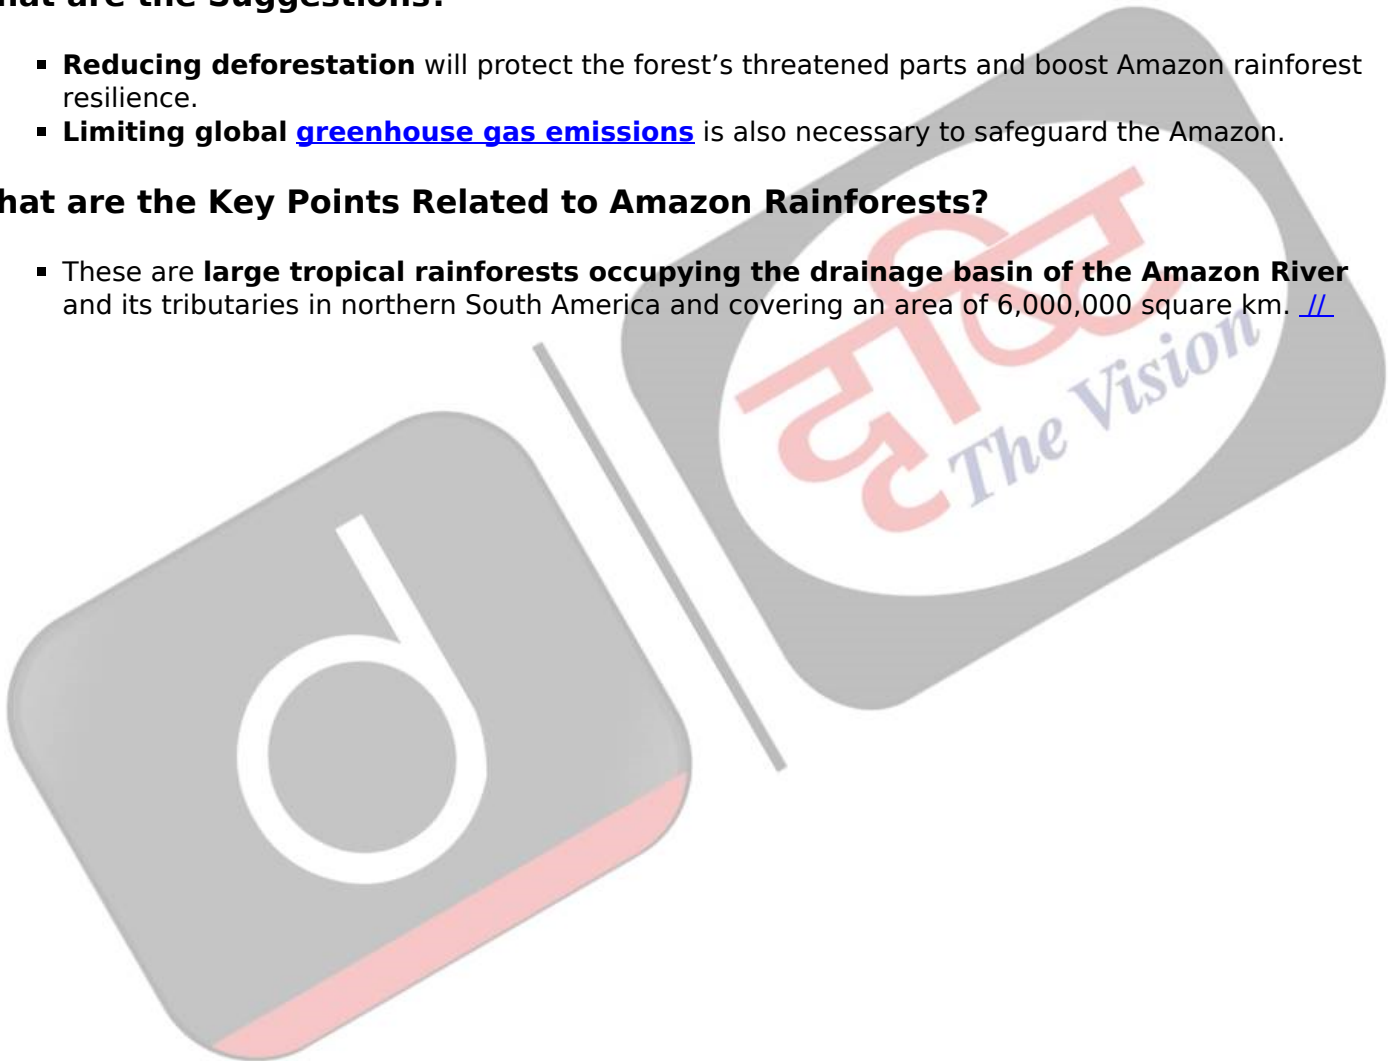 hat are the Suggestions?
▪ Reducing deforestation will protect the forest’s threatened parts and boost Amazon rainforest
resilience.
▪ Limiting global greenhouse gas emissions is also necessary to safeguard the Amazon.
hat are the Key Points Related to Amazon Rainforests?
▪ These are large tropical rainforests occupying the drainage basin of the Amazon River
and its tributaries in northern South America and covering an area of 6,000,000 square km. //
दृष्टि
The Vision
d